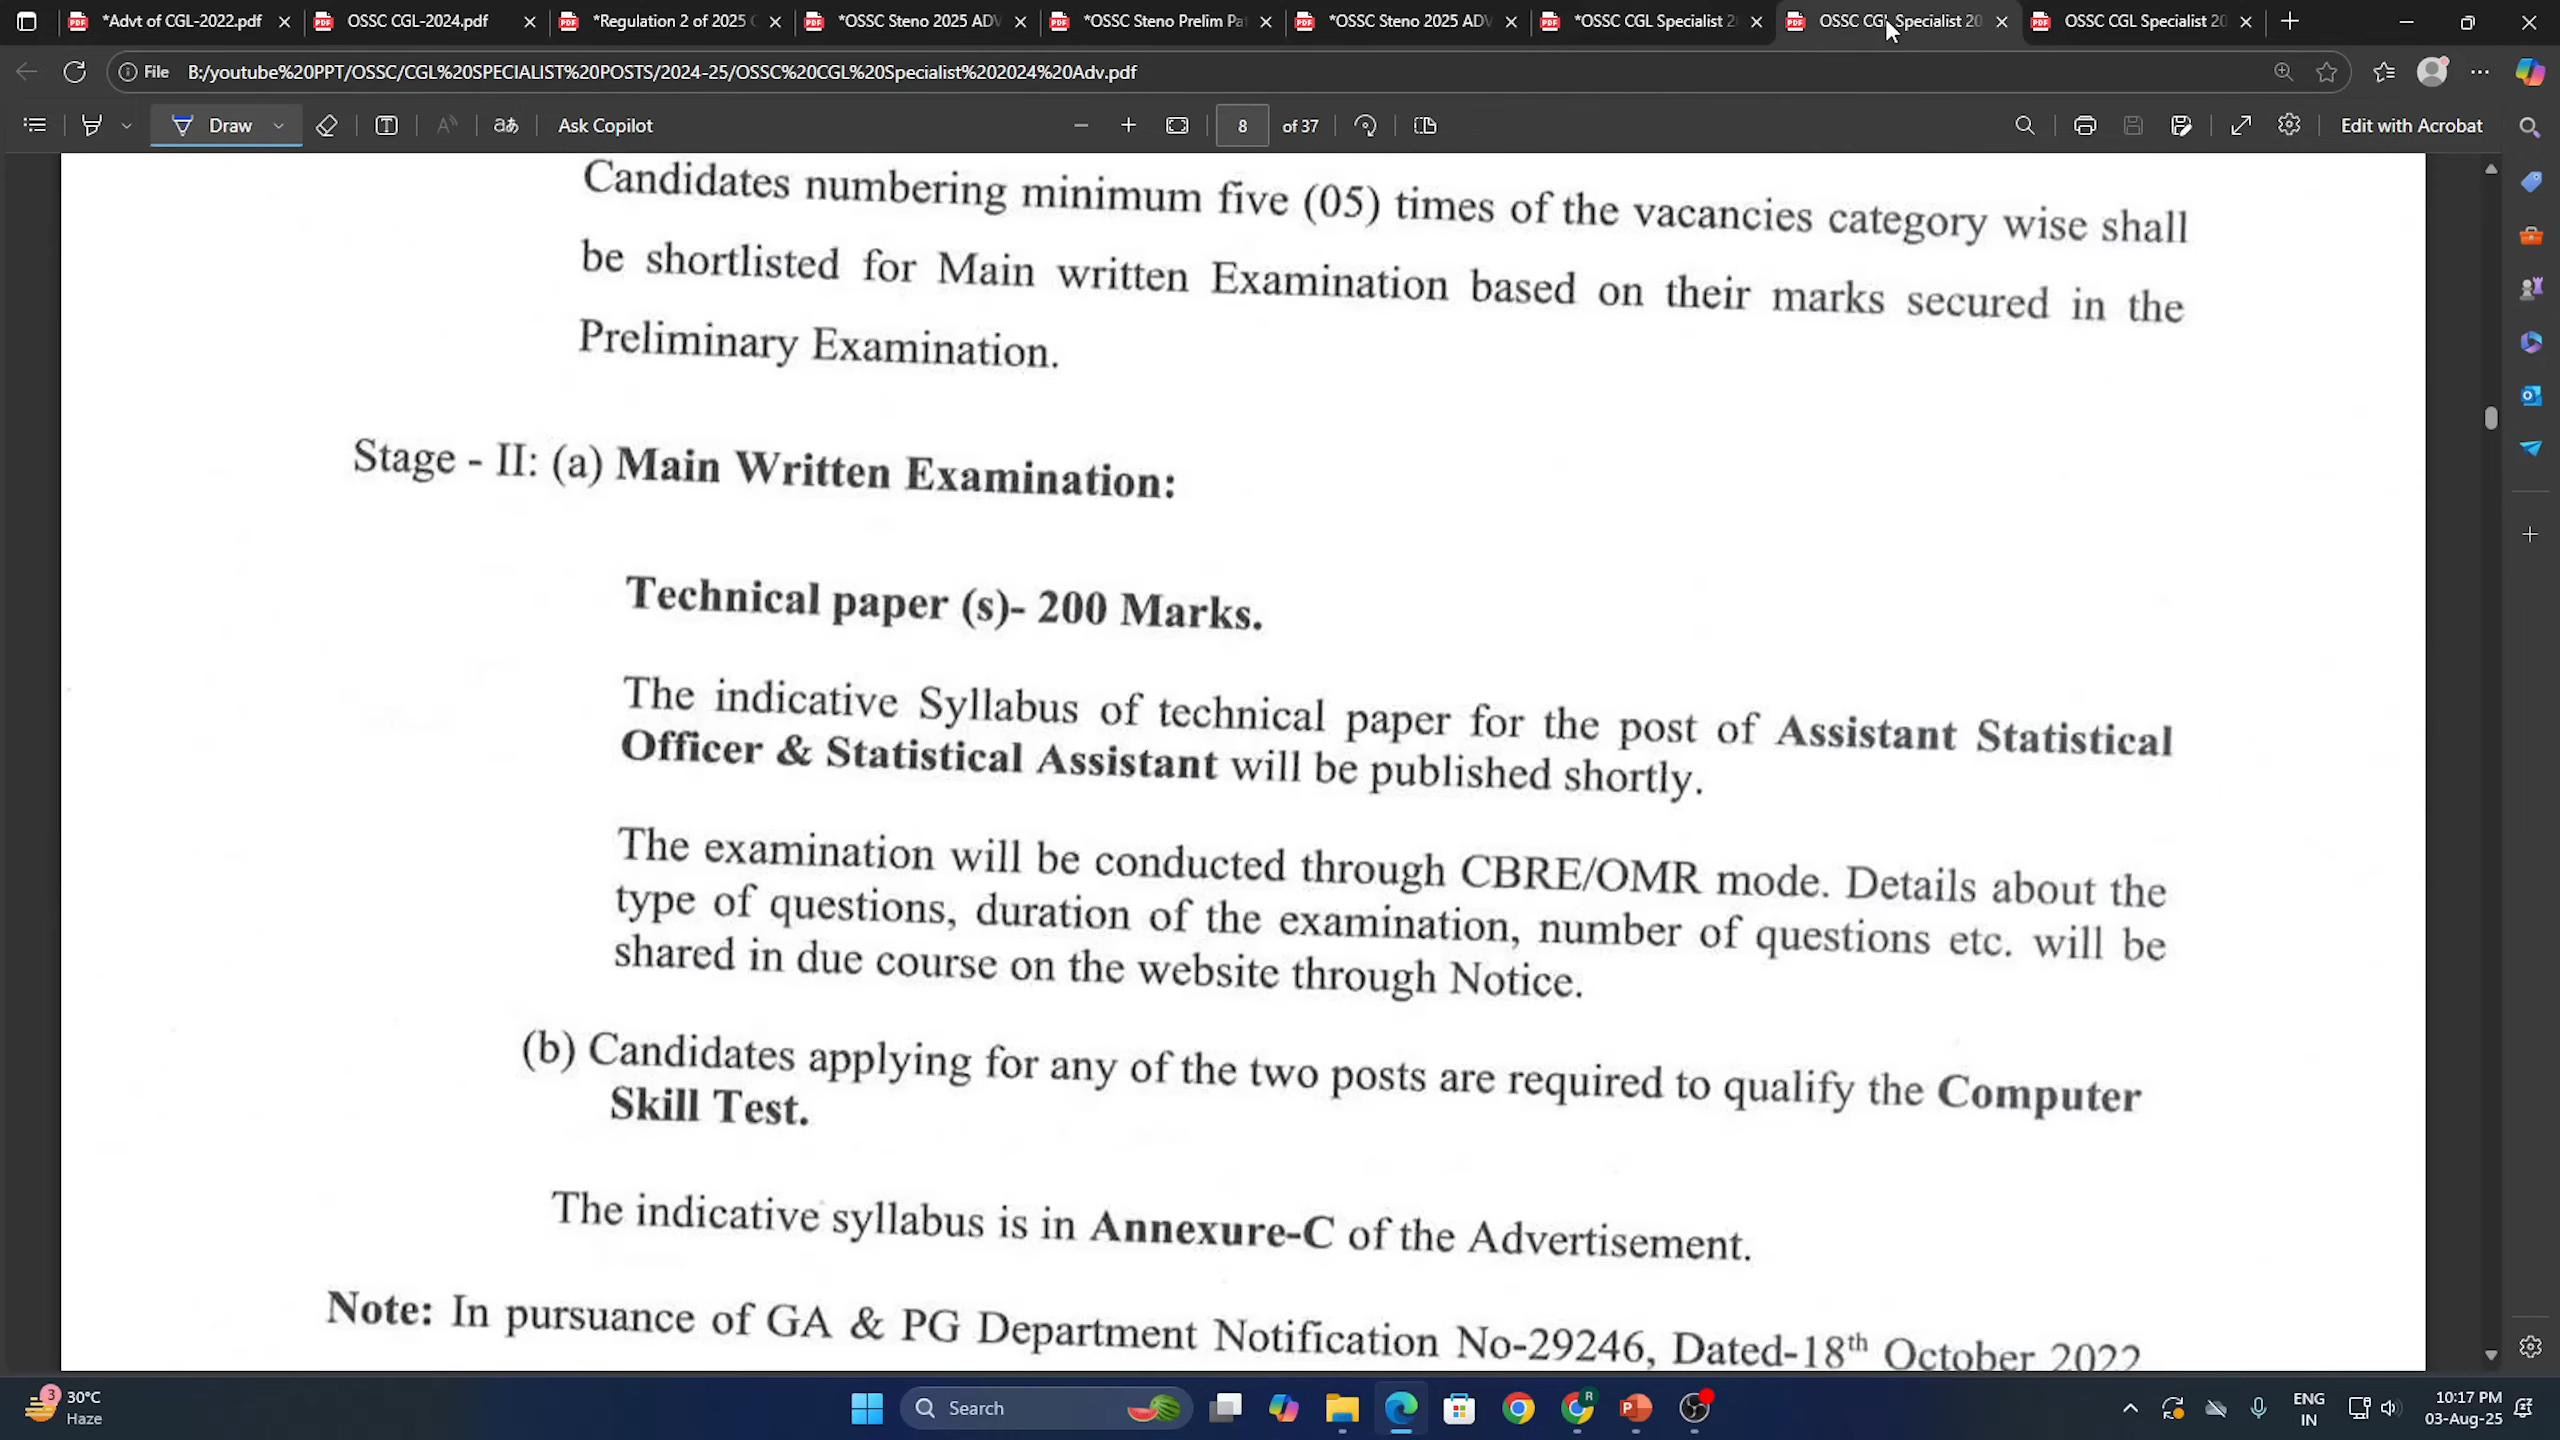 *Advt of CGL-2022.pdf
OSSC CGL-2024.pdf
*Regulation 2 of 2025
*OSSC Steno 2025 ADV
*OSSC Steno Prelim Pa
*OSSC Steno 2025 ADV
*OSSC CGL Specialist 2
OSSC CGL Specialist 20
OSSC CGL Specialist 20
File B:/youtube%20PPT/OSSC/CGL%20SPECIALIST%20POSTS/2024-25/OSSC%20CGL%20Specialist%202024%20Adv.pdf
Draw
Ask Copilot
8 of 37
Edit with Acrobat
Candidates numbering minimum five (05) times of the vacancies category wise shall
be shortlisted for Main written Examination based on their marks secured in the
Preliminary Examination.
Stage - II: (a) Main Written Examination:
Technical paper (s)- 200 Marks.
The indicative Syllabus of technical paper for the post of Assistant Statistical
Officer & Statistical Assistant will be published shortly.
The examination will be conducted through CBRE/OMR mode. Details about the
type of questions, duration of the examination, number of questions etc. will be
shared in due course on the website through Notice.
(b) Candidates applying for any of the two posts are required to qualify the Computer
Skill Test.
The indicative syllabus is in Annexure-C of the Advertisement.
Note: In pursuance of GA & PG Department Notification No-29246, Dated-18th October 2022
3
30°C
Haze
Search
ENG
IN
10:17 PM
03-Aug-25